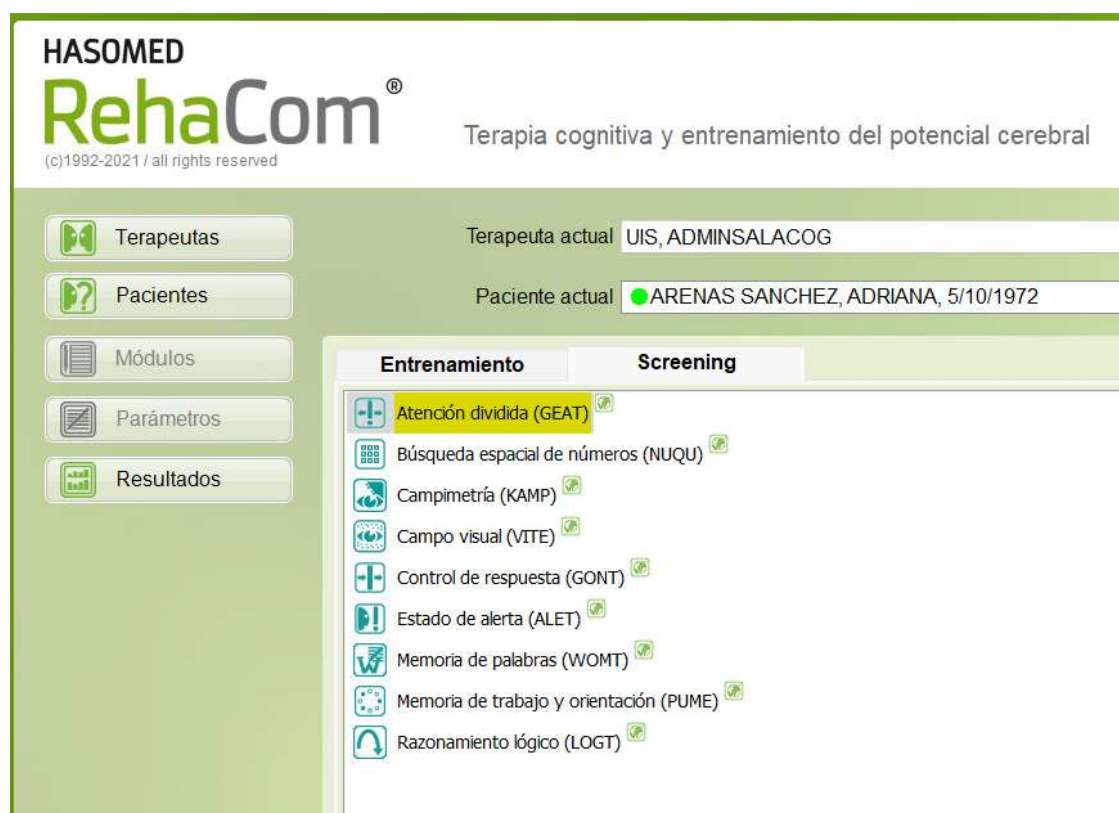 HASOMED
RehaCom®
(c)1992-2021 / all rights reserved
Terapia cognitiva y entrenamiento del potencial cerebral
Terapeutas
Terapeuta actual UIS, ADMINSALACOG
Pacientes
Paciente actual ARENAS SANCHEZ, ADRIANA, 5/10/1972
Módulos
Parámetros
Resultados
Entrenamiento Screening
Atención dividida (GEAT)
Búsqueda espacial de números (NUQU)
Campimetría (KAMP)
Campo visual (VITE)
Control de respuesta (GONT)
Estado de alerta (ALET)
Memoria de palabras (WOMT)
Memoria de trabajo y orientación (PUME)
Razonamiento lógico (LOGT)